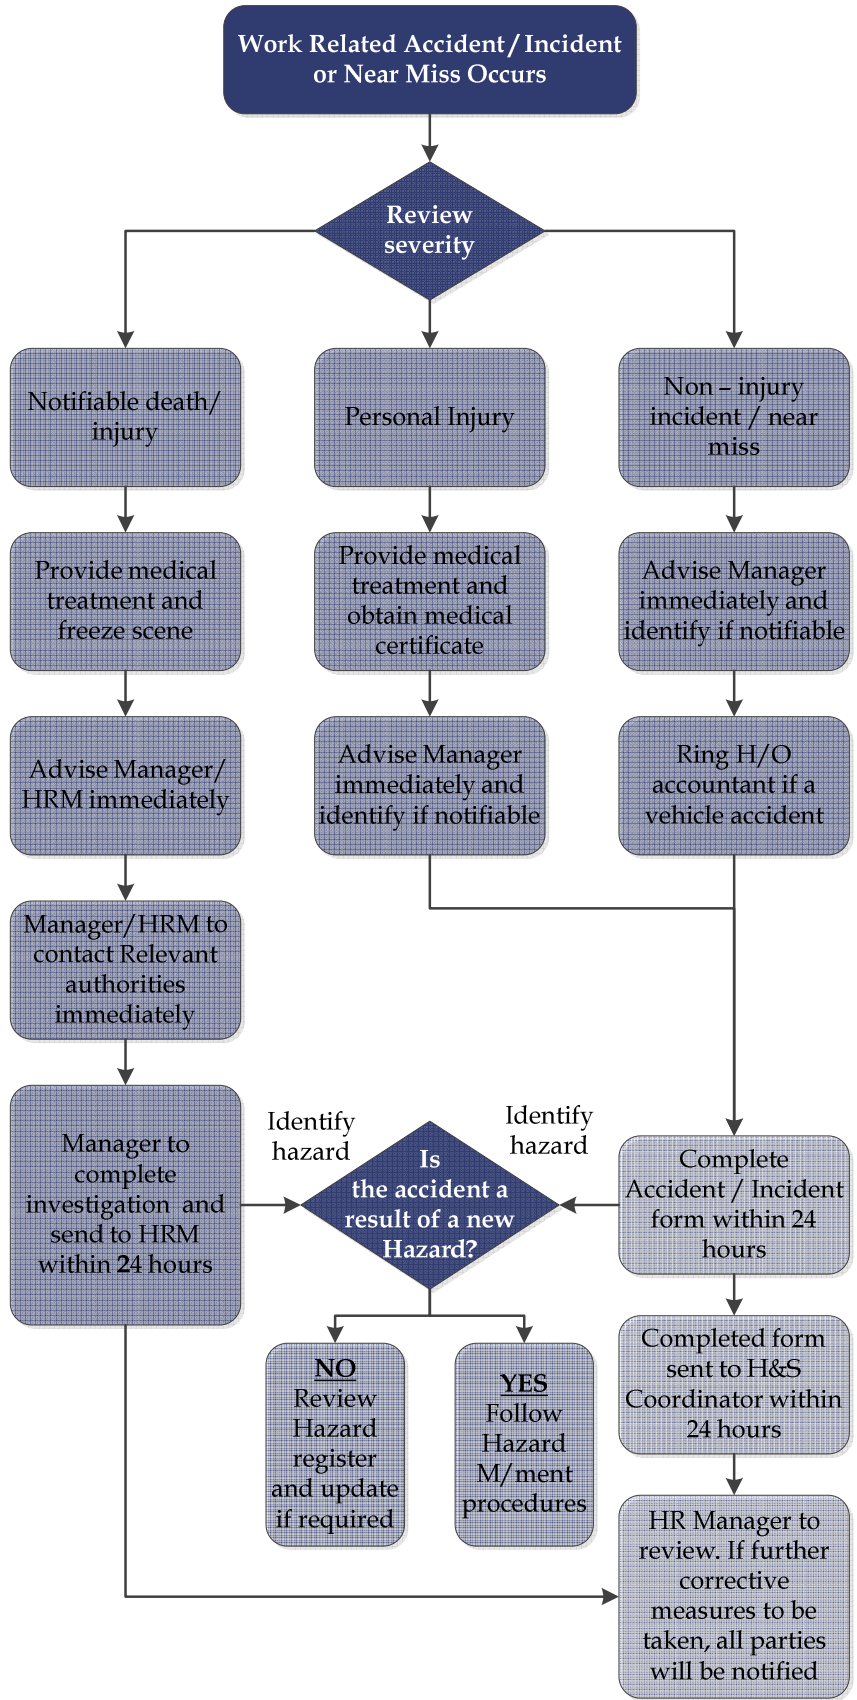 Work Related Accident / Incident
or Near Miss Occurs
Review
severity
Notifiable death/
injury
Personal Injury
Non – injury
incident / near
miss
Provide medical
treatment and
freeze scene
Provide medical
treatment and
obtain medical
certificate
Advise Manager
immediately and
identify if notifiable
Advise Manager/
HRM immediately
Advise Manager
immediately and
identify if notifiable
Ring H/O
accountant if a
vehicle accident
Manager/HRM to
contact Relevant
authorities
immediately
Manager to
complete
investigation and
send to HRM
within 24 hours
Identify
hazard
Is
the accident a
result of a new
Hazard?
Identify
hazard
Complete
Accident / Incident
form within 24
hours
NO
Review
Hazard
register
and update
if required
YES
Follow
Hazard
M/ment
procedures
Completed form
sent to H&S
Coordinator within
24 hours
HR Manager to
review. If further
corrective
measures to be
taken, all parties
will be notified